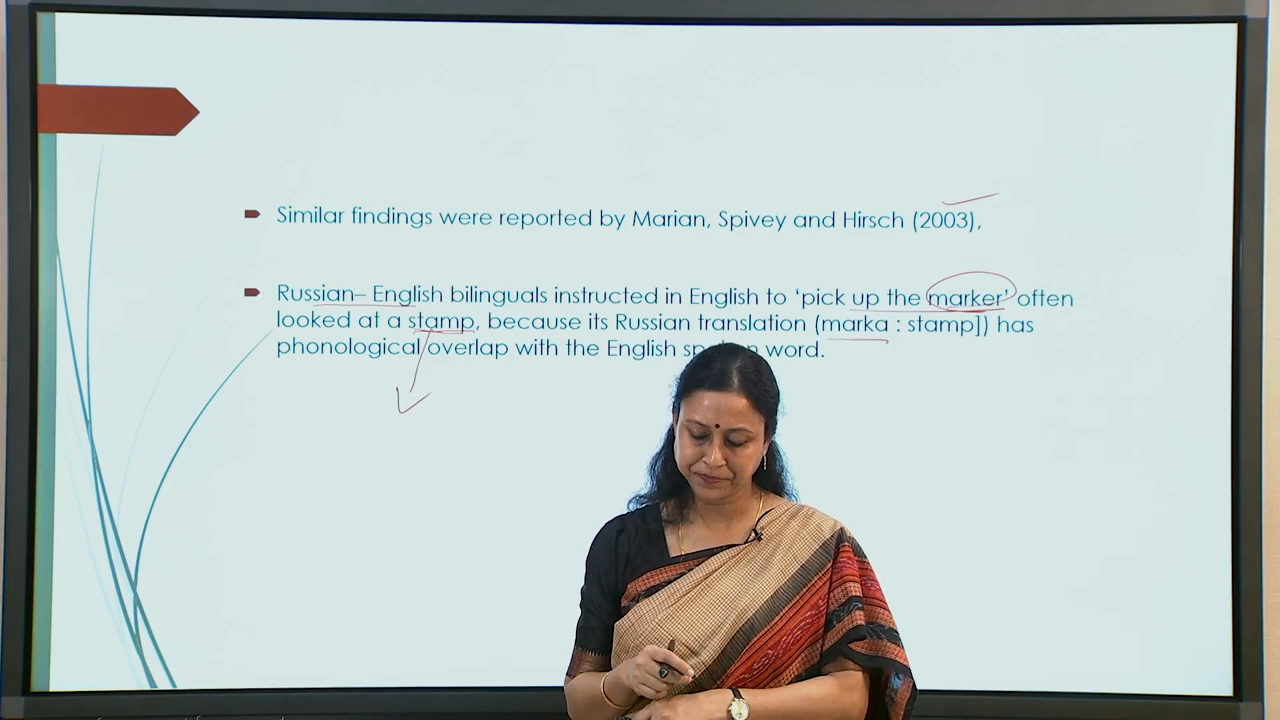 Similar findings were reported by Marian, Spivey and Hirsch (2003),
Russian– English bilinguals instructed in English to ‘pick up the marker’ often
looked at a stamp, because its Russian translation (marka : stamp]) has
phonological overlap with the English word.